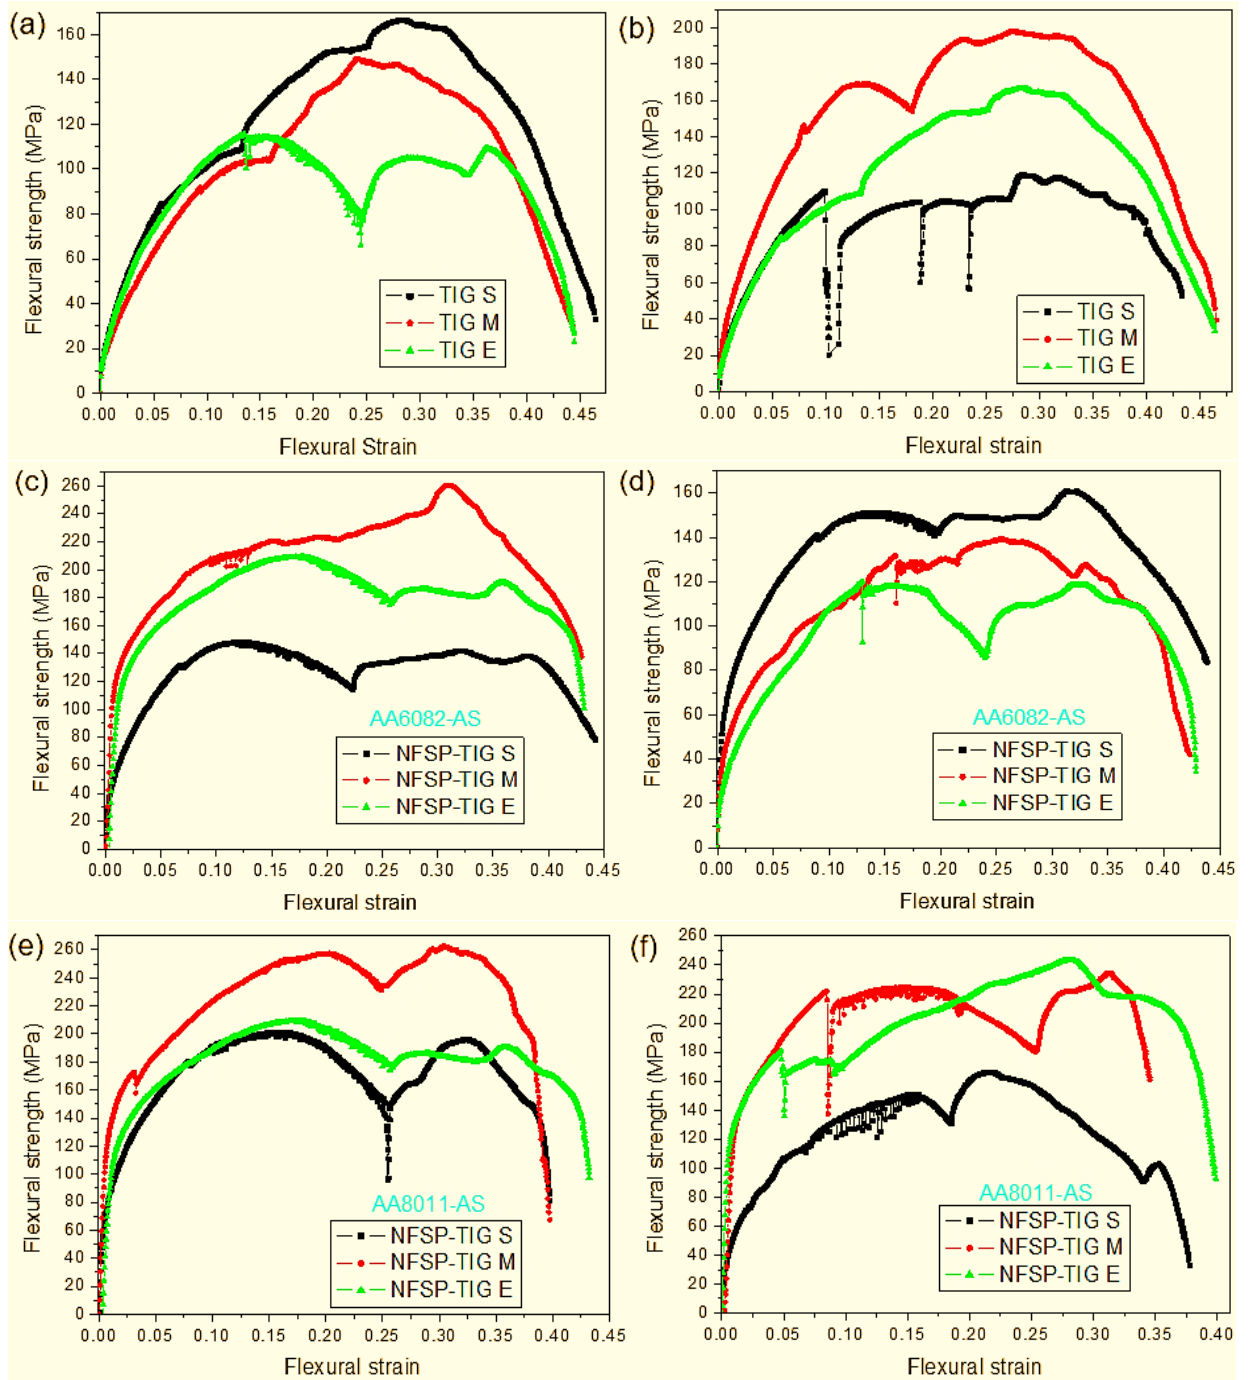 (a)
Flexural strength (MPa)
160
140
120
100
80
60
40
20
0
TIG S
TIG M
TIG E
0.00 0.05 0.10 0.15 0.20 0.25 0.30 0.35 0.40 0.45
Flexural Strain
(b)
Flexural strength (MPa)
200
180
160
140
120
100
80
60
40
20
0
TIG S
TIG M
TIG E
0.00 0.05 0.10 0.15 0.20 0.25 0.30 0.35 0.40 0.45
Flexural strain
(c)
Flexural strength (MPa)
260
240
220
200
180
160
140
120
100
80
60
40
20
0
AA6082-AS
NFSP-TIG S
NFSP-TIG M
NFSP-TIG E
0.00 0.05 0.10 0.15 0.20 0.25 0.30 0.35 0.40 0.45
Flexural strain
(d)
Flexural strength (MPa)
160
140
120
100
80
60
40
20
0
AA6082-AS
NFSP-TIG S
NFSP-TIG M
NFSP-TIG E
0.00 0.05 0.10 0.15 0.20 0.25 0.30 0.35 0.40 0.45
Flexural strain
(e)
Flexural strength (MPa)
260
240
220
200
180
160
140
120
100
80
60
40
20
0
AA8011-AS
NFSP-TIG S
NFSP-TIG M
NFSP-TIG E
0.00 0.05 0.10 0.15 0.20 0.25 0.30 0.35 0.40 0.45
Flexural strain
(f)
Flexural strength (MPa)
260
240
220
200
180
160
140
120
100
80
60
40
20
0
AA8011-AS
NFSP-TIG S
NFSP-TIG M
NFSP-TIG E
0.00 0.05 0.10 0.15 0.20 0.25 0.30 0.35 0.40
Flexural strain